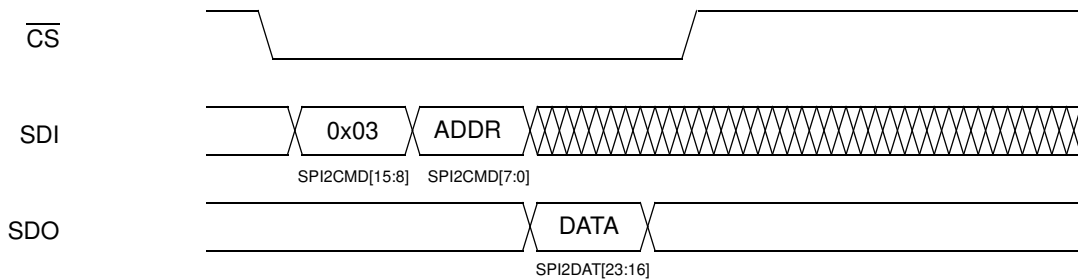 CS
SDI
0x03
ADDR
SPI2CMD[15:8]
SPI2CMD[7:0]
SDO
DATA
SPI2DAT[23:16]